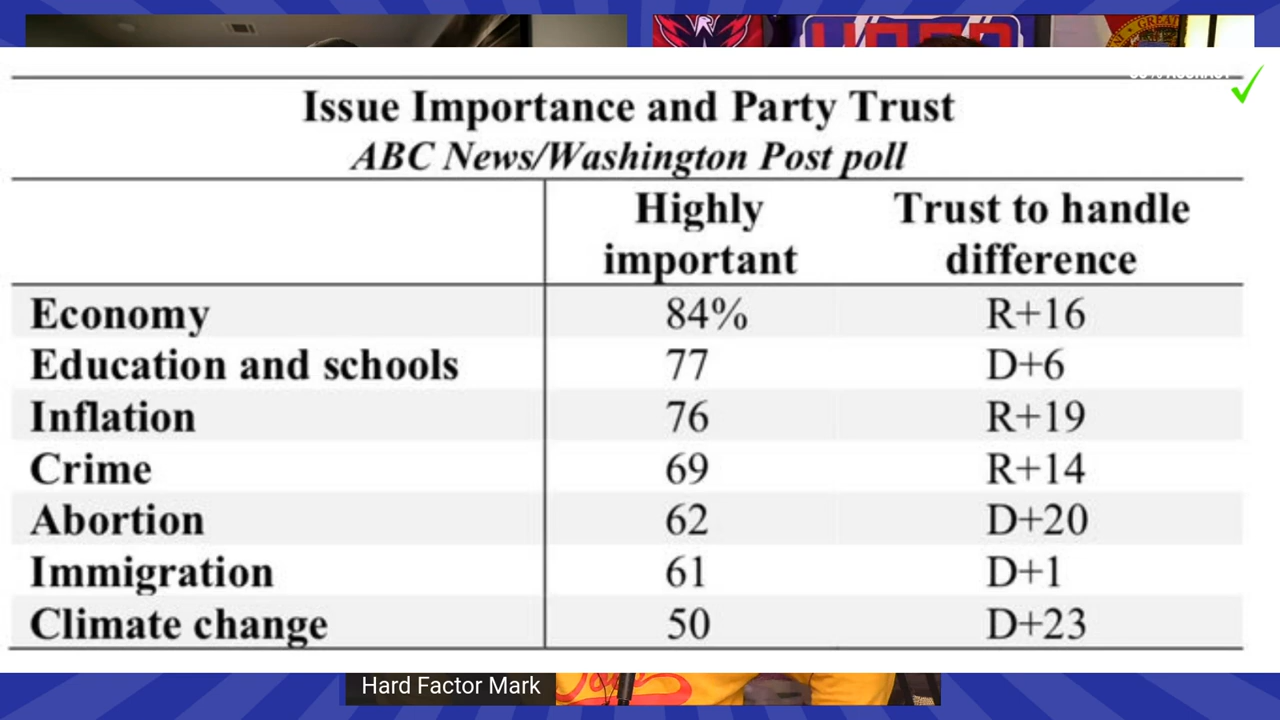 Issue Importance and Party Trust
ABC News/Washington Post poll
Highly important Trust to handle difference
Economy 84% R+16
Education and schools 77 D+6
Inflation 76 R+19
Crime 69 R+14
Abortion 62 D+20
Immigration 61 D+1
Climate change 50 D+23
Hard Factor Mark